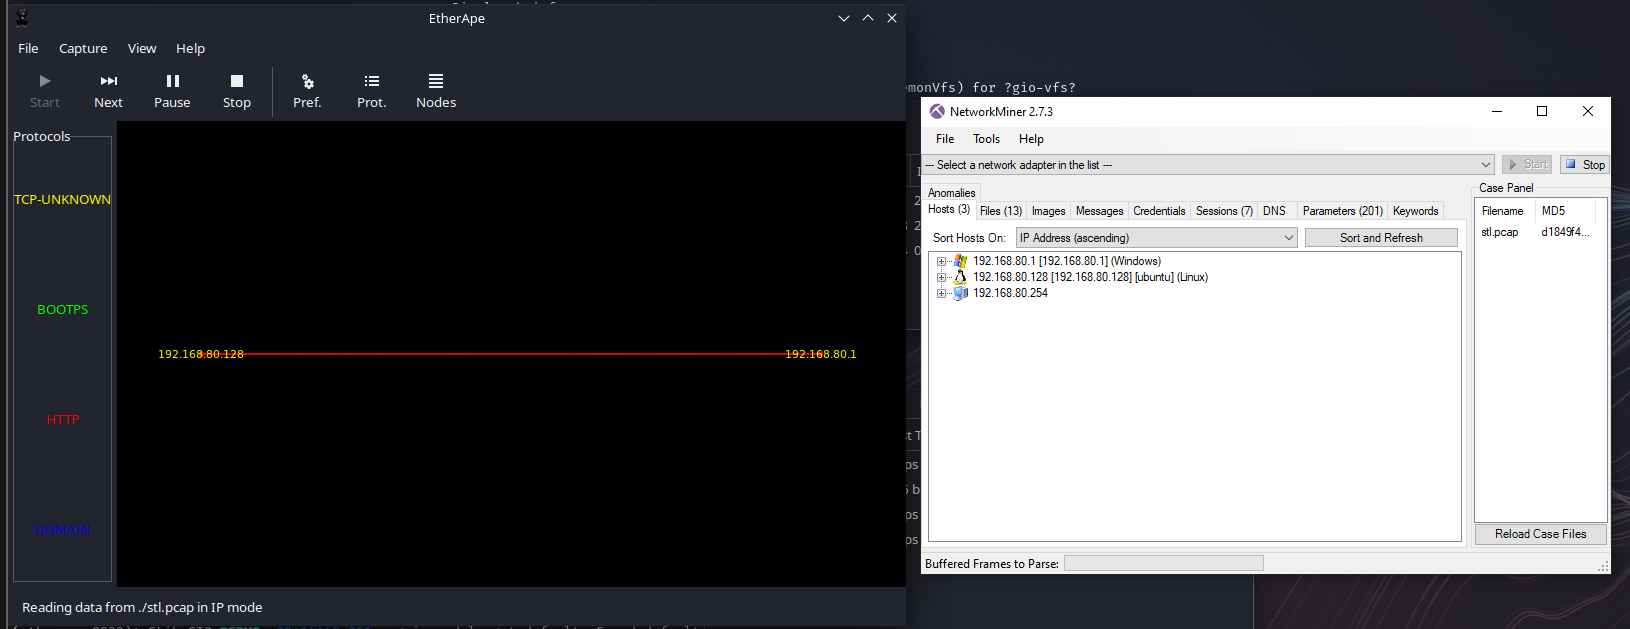 EtherApe
File Capture View Help
Start Next Pause Stop Pref. Prot. Nodes
Protocols
TCP-UNKNOWN
BOOTPS
HTTP
DOMAIN
192.168.80.128
192.168.80.1
Reading data from ./stl.pcap in IP mode
monVfs) for ?gio-vfs?
NetworkMiner 2.7.3
File Tools Help
--- Select a network adapter in the list ---
Start Stop
Anomalies
Hosts (3) Files (13) Images Messages Credentials Sessions (7) DNS Parameters (201) Keywords
Sort Hosts On: IP Address (ascending) Sort and Refresh
192.168.80.1 [192.168.80.1] (Windows)
192.168.80.128 [192.168.80.128] [ubuntu] (Linux)
192.168.80.254
Case Panel
Filename MD5
stl.pcap d1849f4...
Reload Case Files
Buffered Frames to Parse: